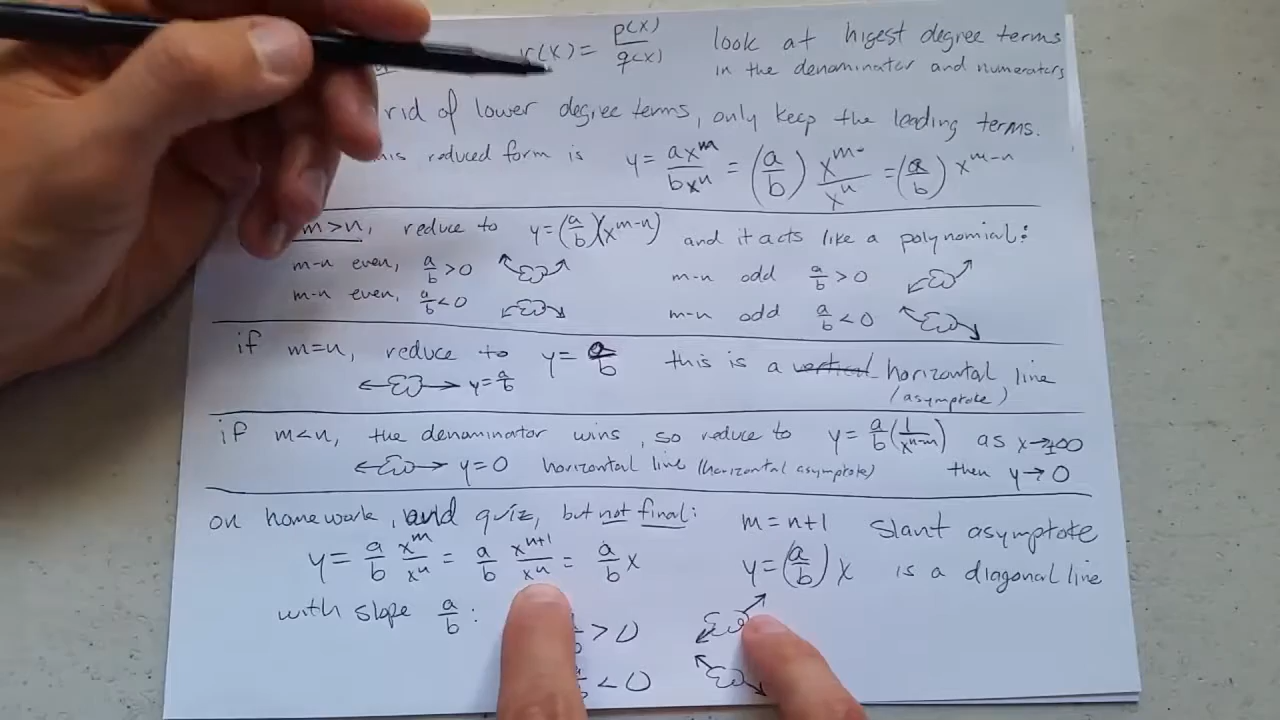 r(x) = p(x)/q(x) look at higest degree terms
in the denominator and numerators
rid of lower degree terms, only keep the leading terms.
this reduced form is y = ax^m/bx^n = (a/b) x^m/x^n = (a/b) x^(m-n)
m>n, reduce to y=(a/b)(x^(m-n)) and it acts like a polynomial:
m-n even, a/b >0 m-n odd a/b >0
m-n even, a/b <0 m-n odd a/b <0
if m=n, reduce to y = a/b this is a vertical horizontal line
(asymptote)
y = a/b
if m<n, the denominator wins, so reduce to y = a/b (1/x^(n-m)) as x→±∞
y=0 horizontal line (horizontal asymptote) then y→0
on homework, and quiz, but not final: m = n+1 slant asymptote
y = a/b x^m/x^n = a/b x^(n+1)/x^n = a/b x y = (a/b) x is a diagonal line
with slope a/b:
a/b > 0
a/b < 0